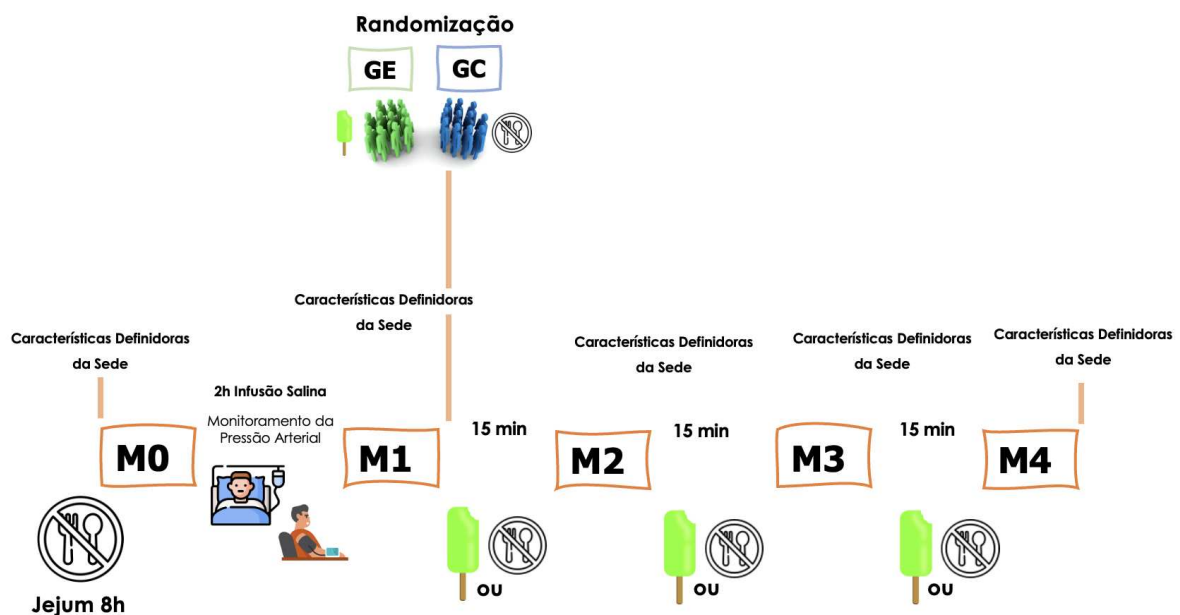 Randomização
GE
GC
Características Definidoras
da Sede
Características Definidoras
da Sede
Características Definidoras
da Sede
Características Definidoras
da Sede
Características Definidoras
da Sede
2h Infusão Salina
Monitoramento da
Pressão Arterial
M0
M1
15 min
M2
15 min
M3
15 min
M4
ou
ou
ou
Jejum 8h